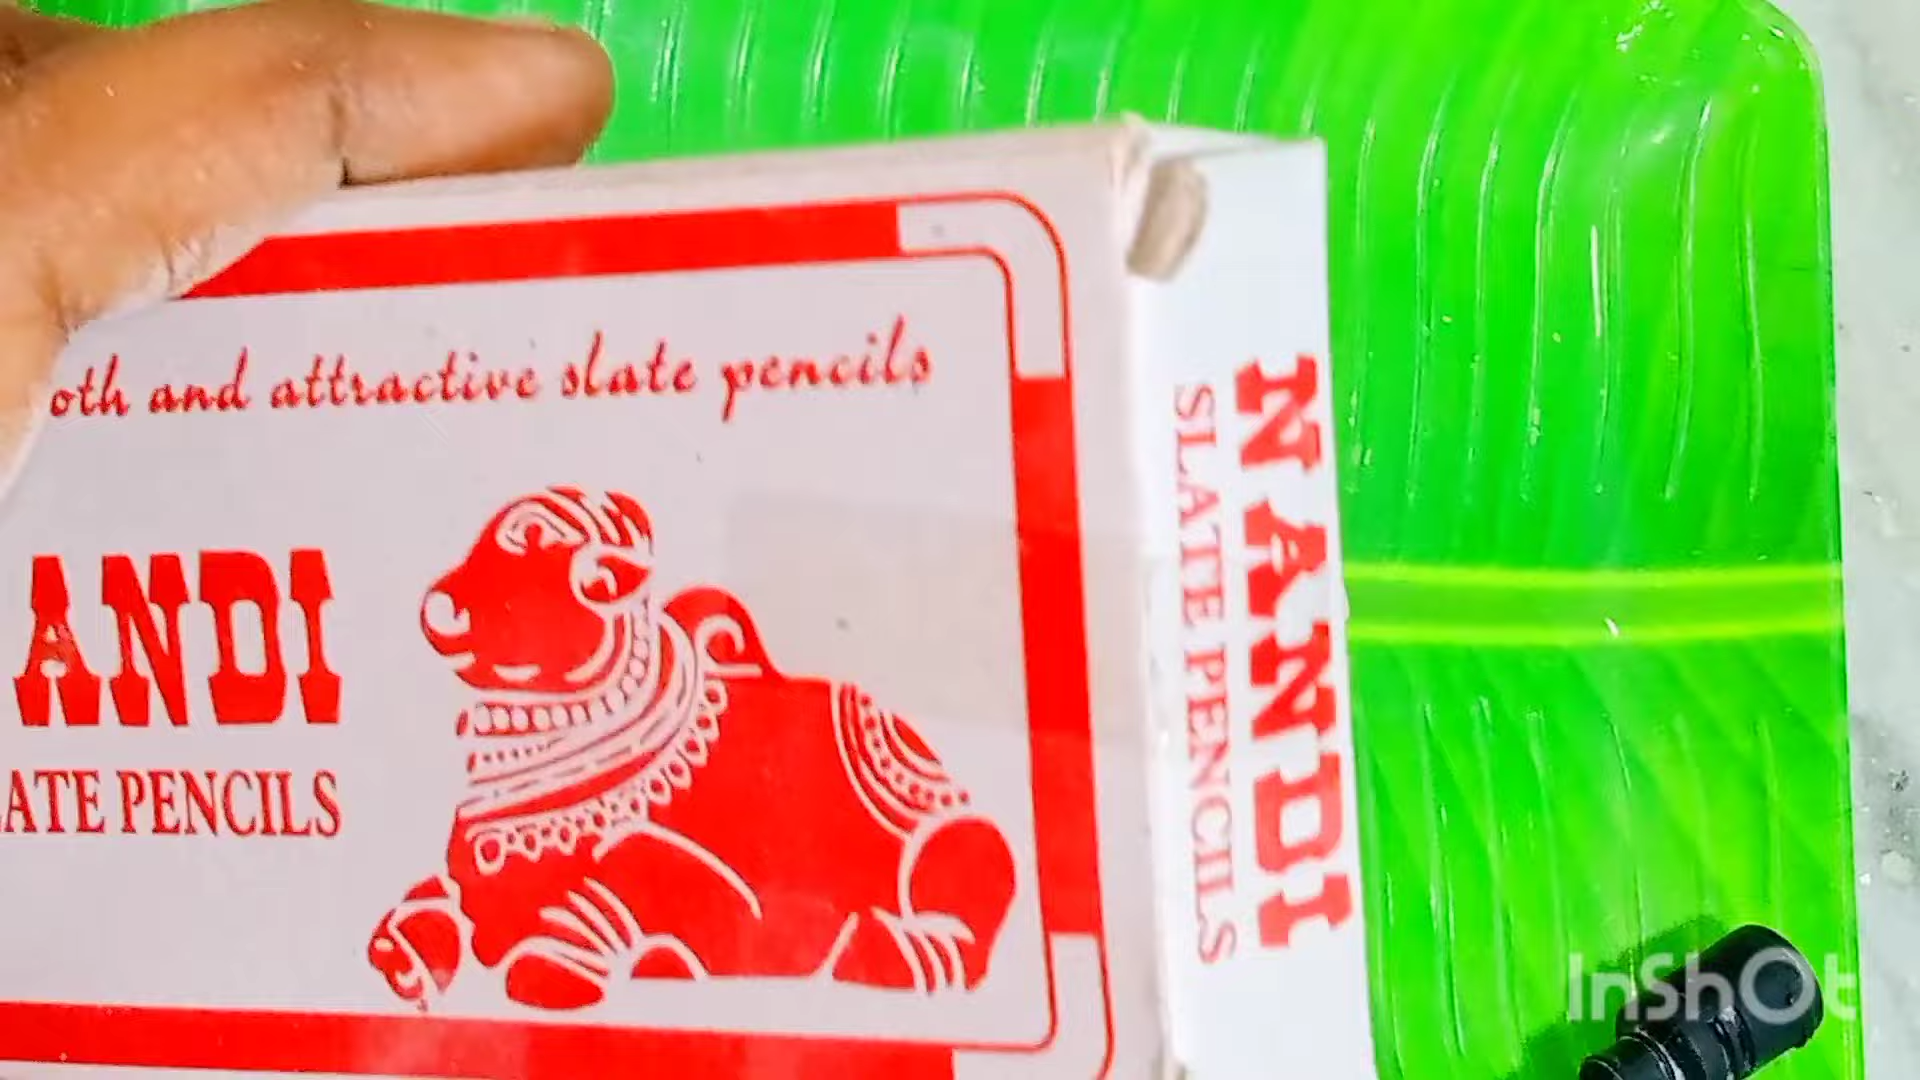 oth and attractive slate pencils
ANDI
ATE PENCILS
NANDI
SLATE PENCILS
InShOt